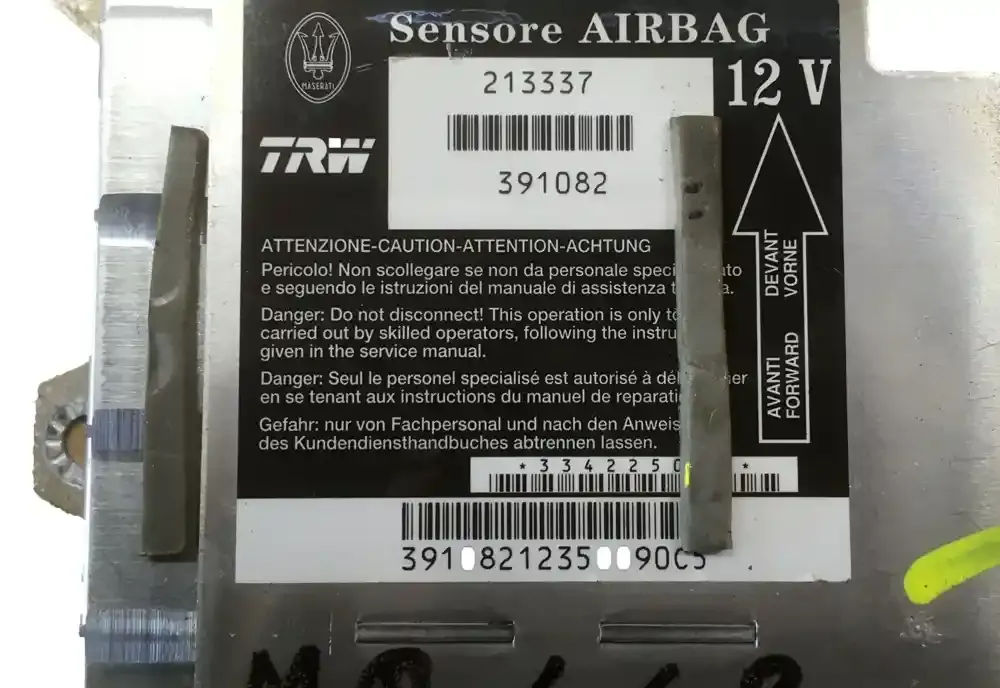 Sensore AIRBAG
MASERATI
213337
12 V
TRW
391082
ATTENZIONE-CAUTION-ATTENTION-ACHTUNG
Pericolo! Non scollegare se non da personale
e seguendo le istruzioni del manuale di assistenza
Danger: Do not disconnect! This operation is only
carried out by skilled operators, following the
given in the service manual.
Danger: Seul le personel specialisé est autorisé à
en se tenant aux instructions du manuel de
Gefahr: nur von Fachpersonal und nach den
des Kundendiensthandbuches abtrennen lassen.
AVANTI DEVANT
FORWARD VORNE